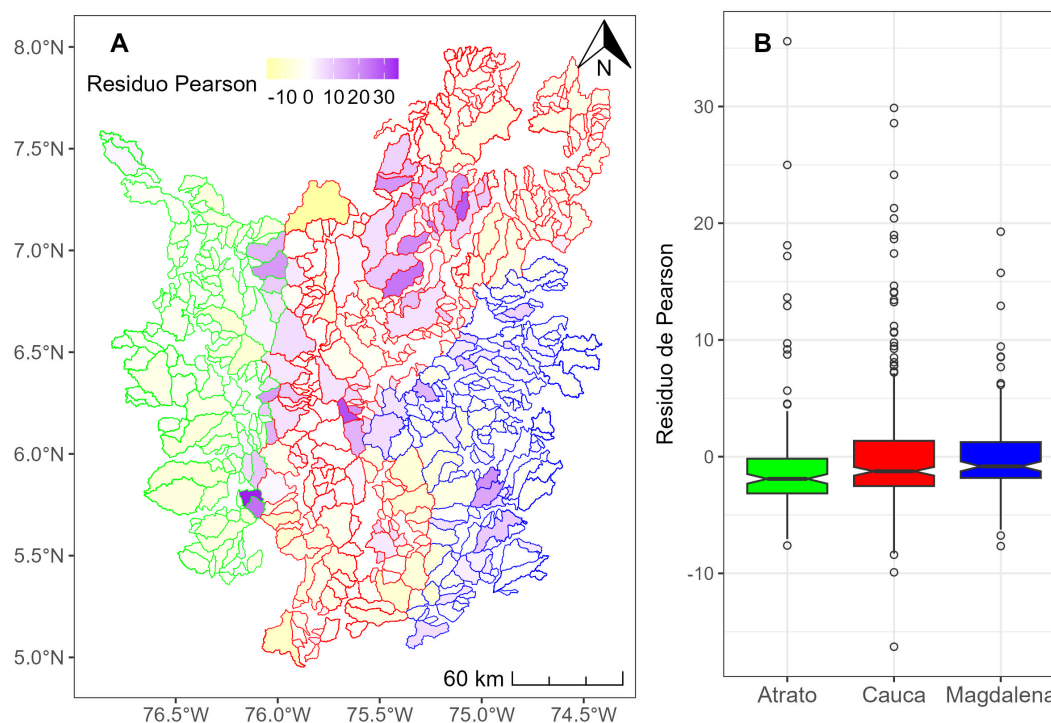 A
Residuo Pearson
-10 0 10 20 30
N
8.0°N
7.5°N
7.0°N
6.5°N
6.0°N
5.5°N
5.0°N
60 km
76.5°W 76.0°W 75.5°W 75.0°W 74.5°W
B
Residuo de Pearson
30
20
10
0
-10
Atrato Cauca Magdalena